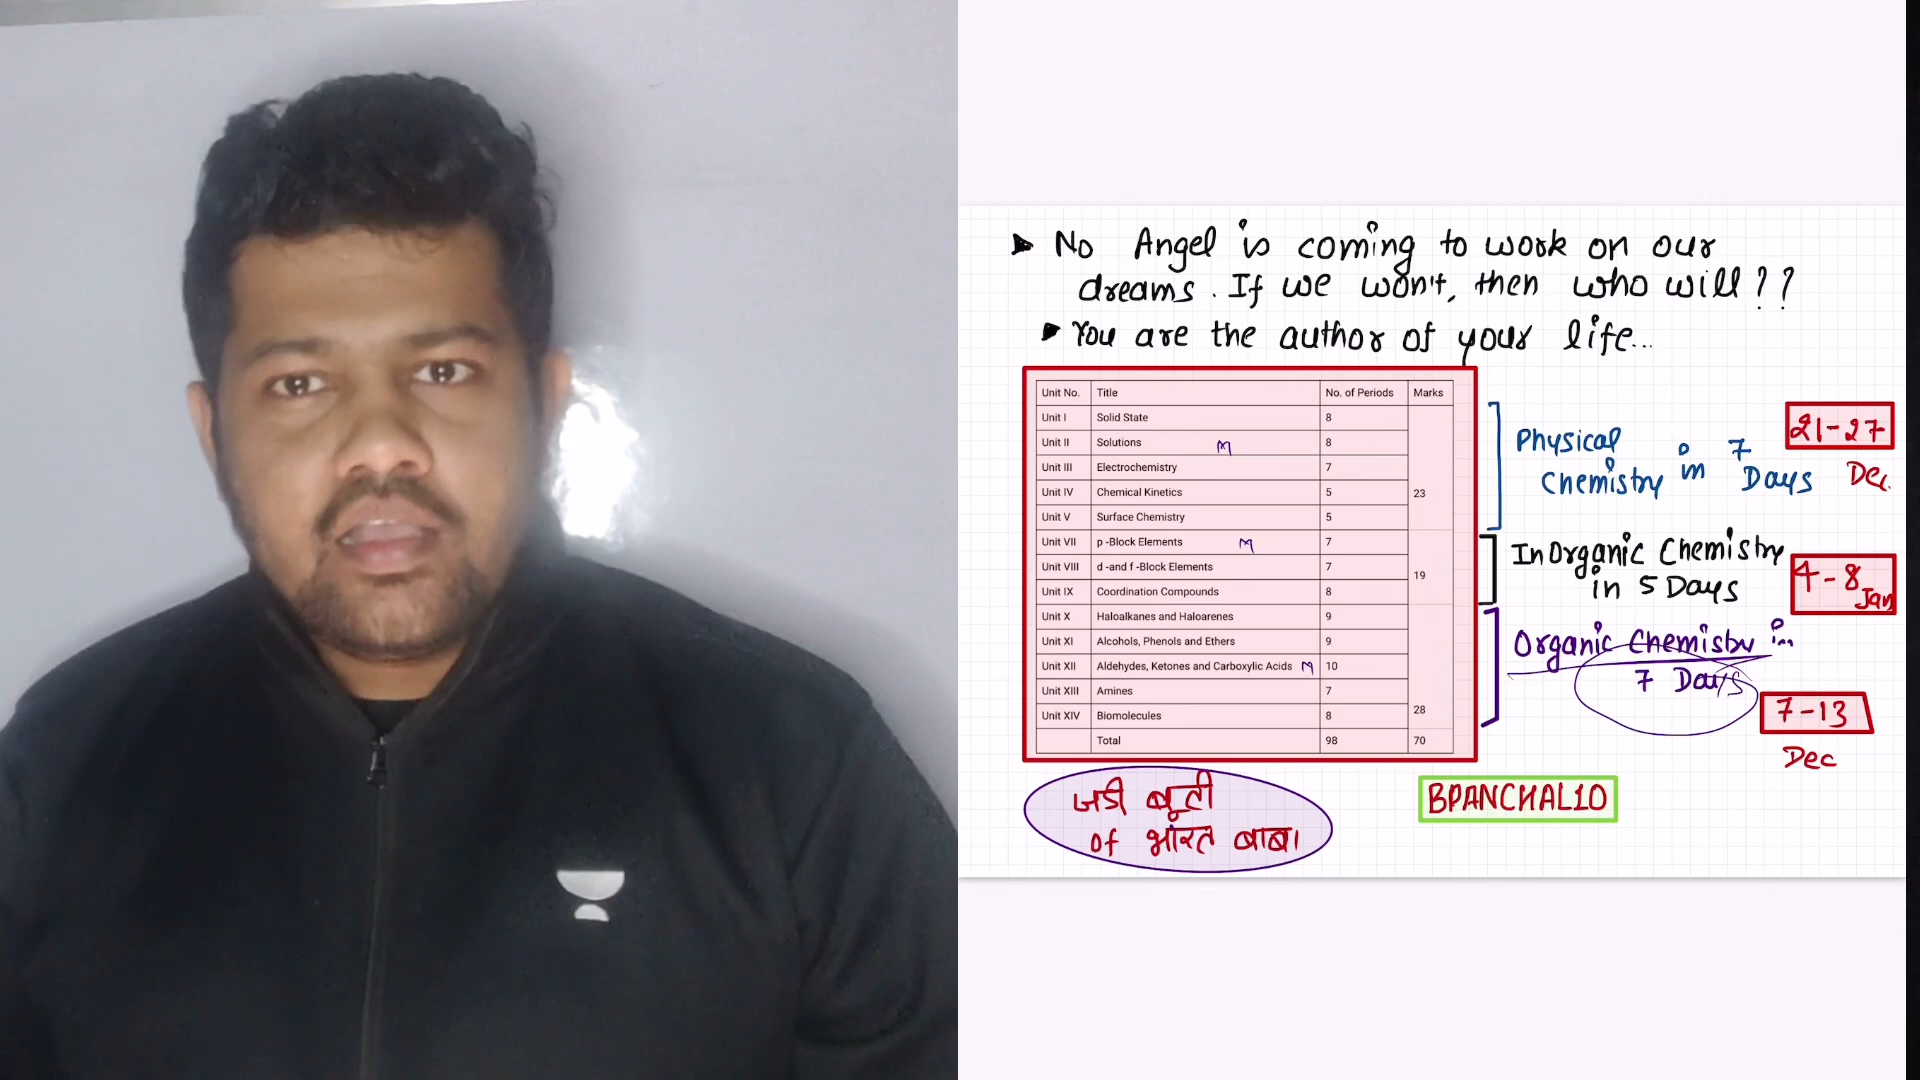 No Angel is coming to work on our
dreams. If we won't, then who will??
You are the author of your life...
Unit No. Title No. of Periods Marks
Unit I Solid State 8
Unit II Solutions M 8
Unit III Electrochemistry 7
Unit IV Chemical Kinetics 5 23
Unit V Surface Chemistry 5
Unit VII p -Block Elements M 7
Unit VIII d -and f -Block Elements 7 19
Unit IX Coordination Compounds 8
Unit X Haloalkanes and Haloarenes 9
Unit XI Alcohols, Phenols and Ethers 9
Unit XII Aldehydes, Ketones and Carboxylic Acids M 10
Unit XIII Amines 7
Unit XIV Biomolecules 8 28
Total 98 70
Physical
Chemistry in 7 Days
21-27
Dec.
InOrganic Chemistry
in 5 Days
4-8
Jan
Organic Chemistry in
7 Days
7-13
Dec
जडी बूटी
of भारत बाबा
BPANCHAL10